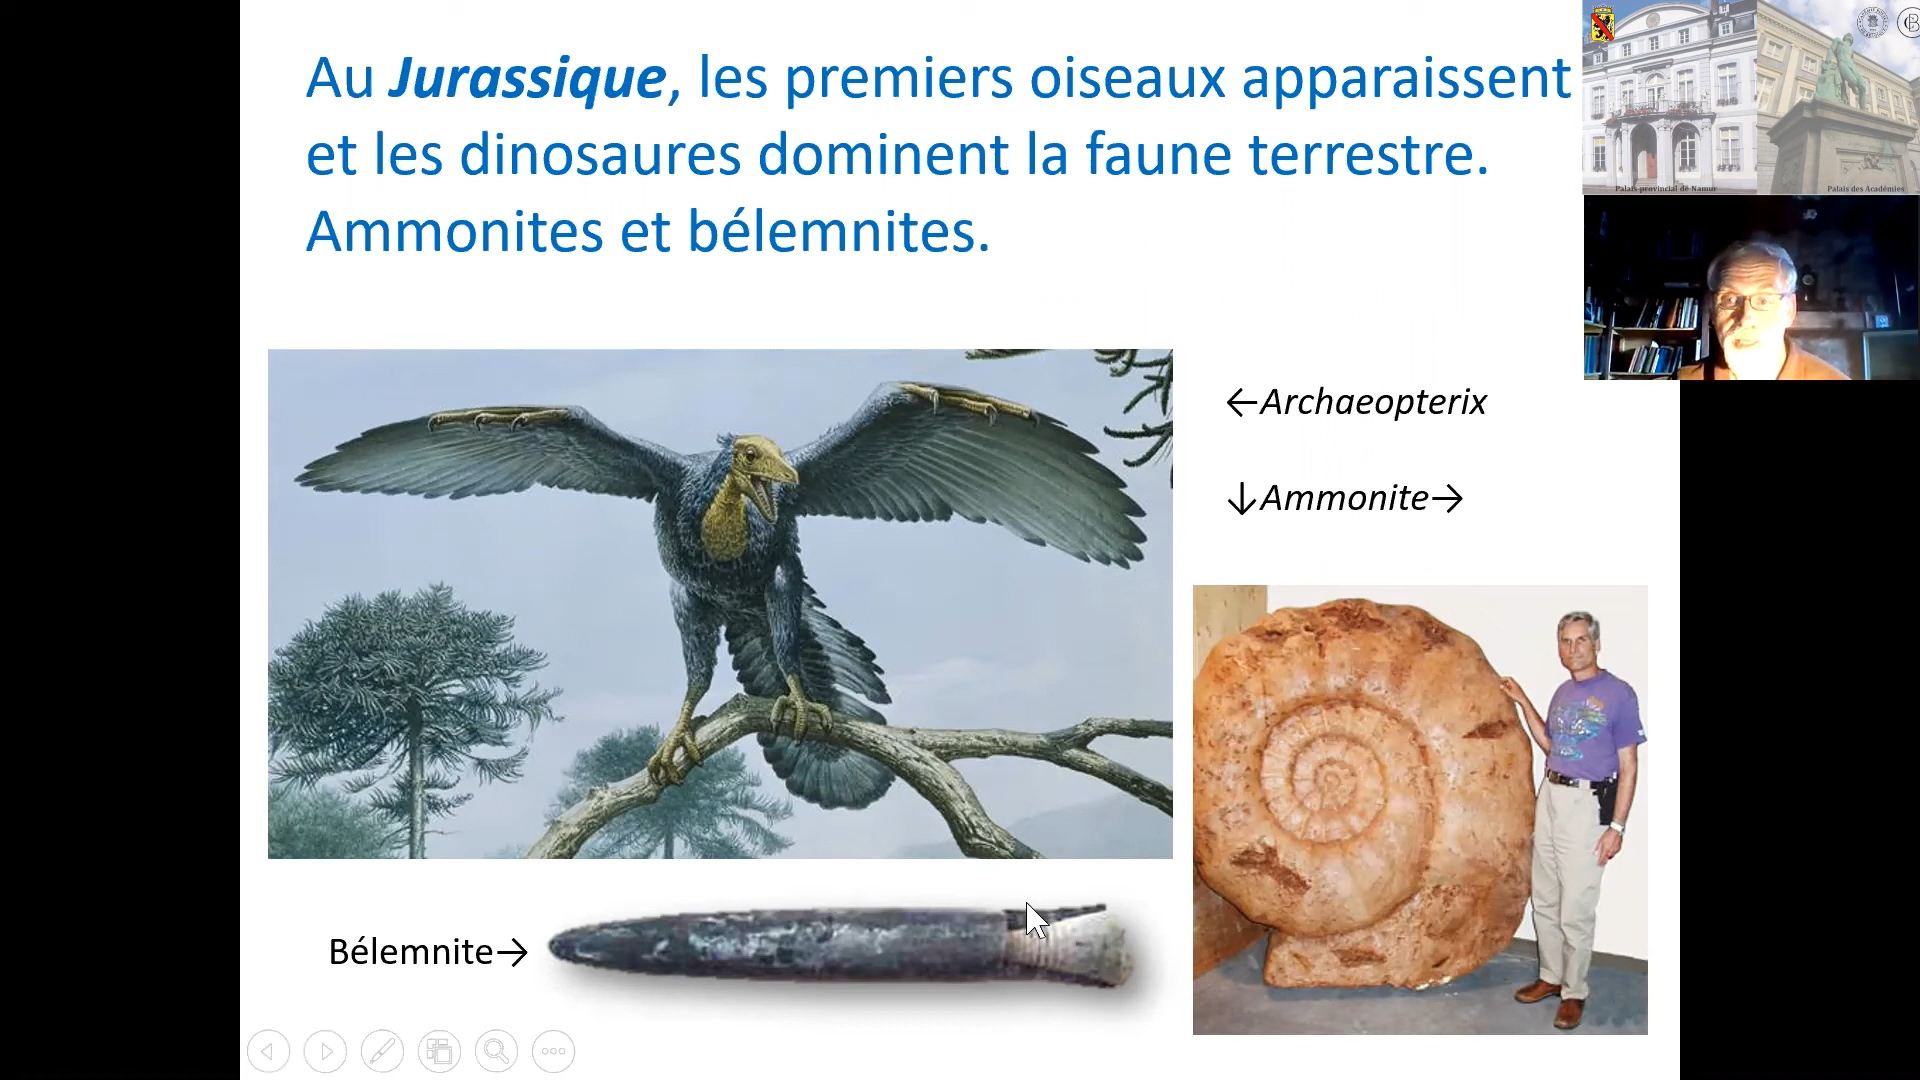 Au Jurassique, les premiers oiseaux apparaissent
et les dinosaures dominent la faune terrestre.
Ammonites et bélemnites.
Palais provincial de Namur
Palais des Académies
←Archaeopterix
↓Ammonite→
Bélemnite→